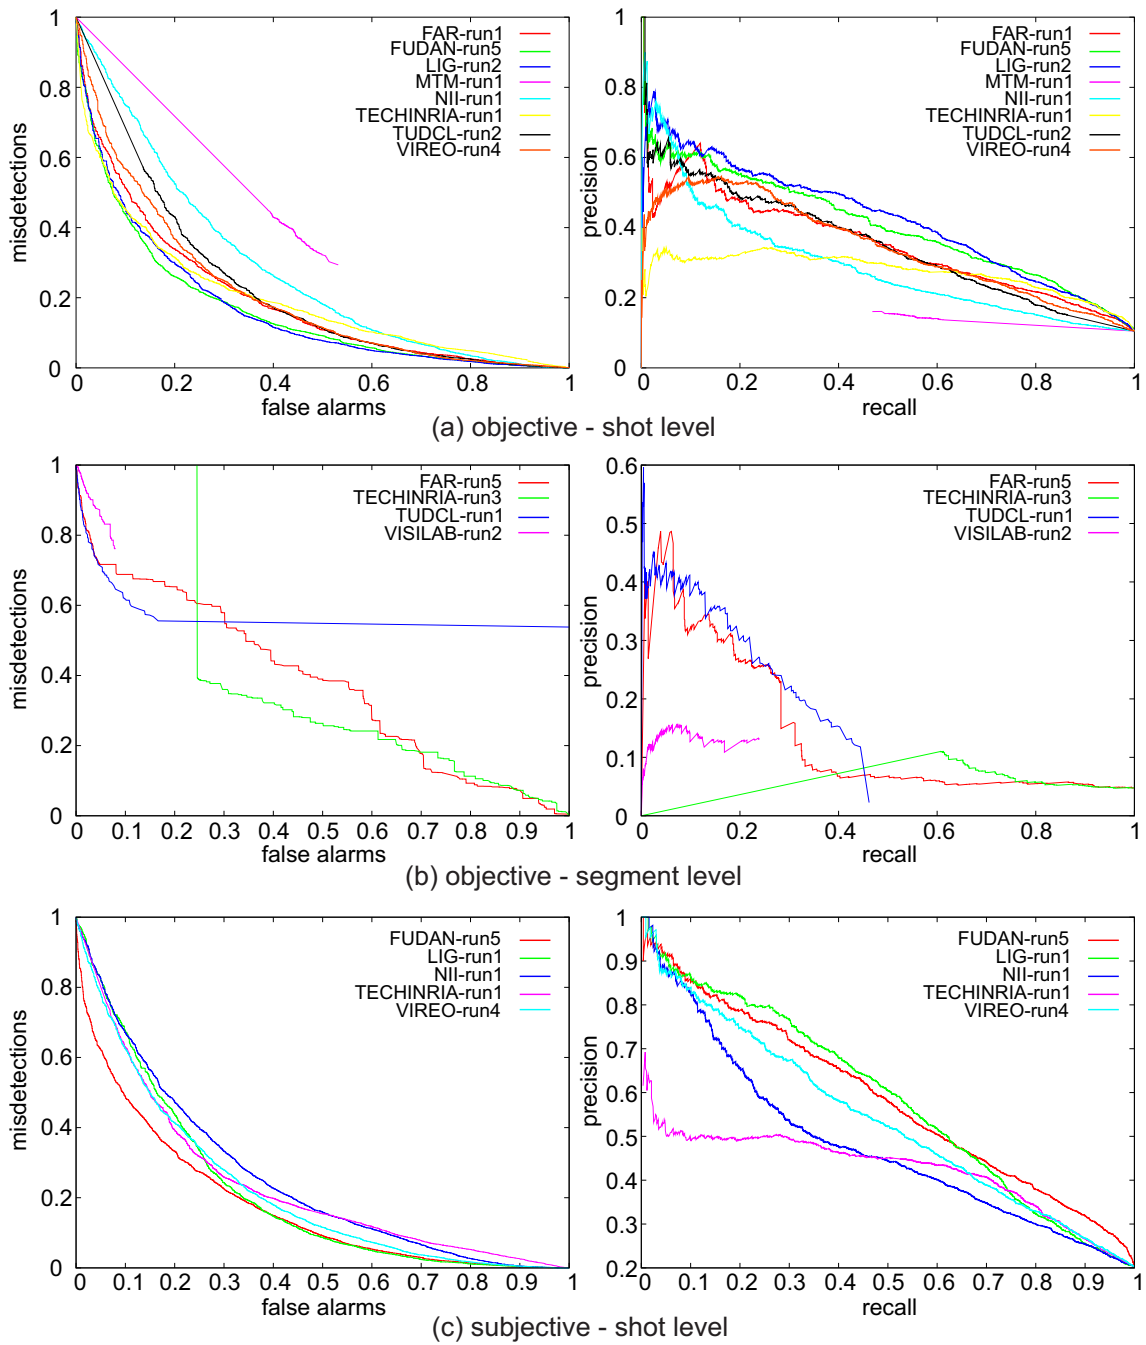 1
0.8
0.6
0.4
0.2
0
misdetections
0 0.2 0.4 0.6 0.8 1
false alarms
FAR-run1
FUDAN-run5
LIG-run2
MTM-run1
NII-run1
TECHINRIA-run1
TUDCL-run2
VIREO-run4
1
0.8
0.6
0.4
0.2
0
precision
0 0.2 0.4 0.6 0.8 1
recall
FAR-run1
FUDAN-run5
LIG-run2
MTM-run1
NII-run1
TECHINRIA-run1
TUDCL-run2
VIREO-run4
(a) objective - shot level
1
0.8
0.6
0.4
0.2
0
misdetections
0 0.1 0.2 0.3 0.4 0.5 0.6 0.7 0.8 0.9 1
false alarms
FAR-run5
TECHINRIA-run3
TUDCL-run1
VISILAB-run2
0.6
0.5
0.4
0.3
0.2
0.1
0
precision
0 0.2 0.4 0.6 0.8 1
recall
FAR-run5
TECHINRIA-run3
TUDCL-run1
VISILAB-run2
(b) objective - segment level
1
0.8
0.6
0.4
0.2
0
misdetections
0 0.1 0.2 0.3 0.4 0.5 0.6 0.7 0.8 0.9 1
false alarms
FUDAN-run5
LIG-run1
NII-run1
TECHINRIA-run1
VIREO-run4
1
0.9
0.8
0.7
0.6
0.5
0.4
0.3
0.2
precision
0 0.1 0.2 0.3 0.4 0.5 0.6 0.7 0.8 0.9 1
recall
FUDAN-run5
LIG-run1
NII-run1
TECHINRIA-run1
VIREO-run4
(c) subjective - shot level